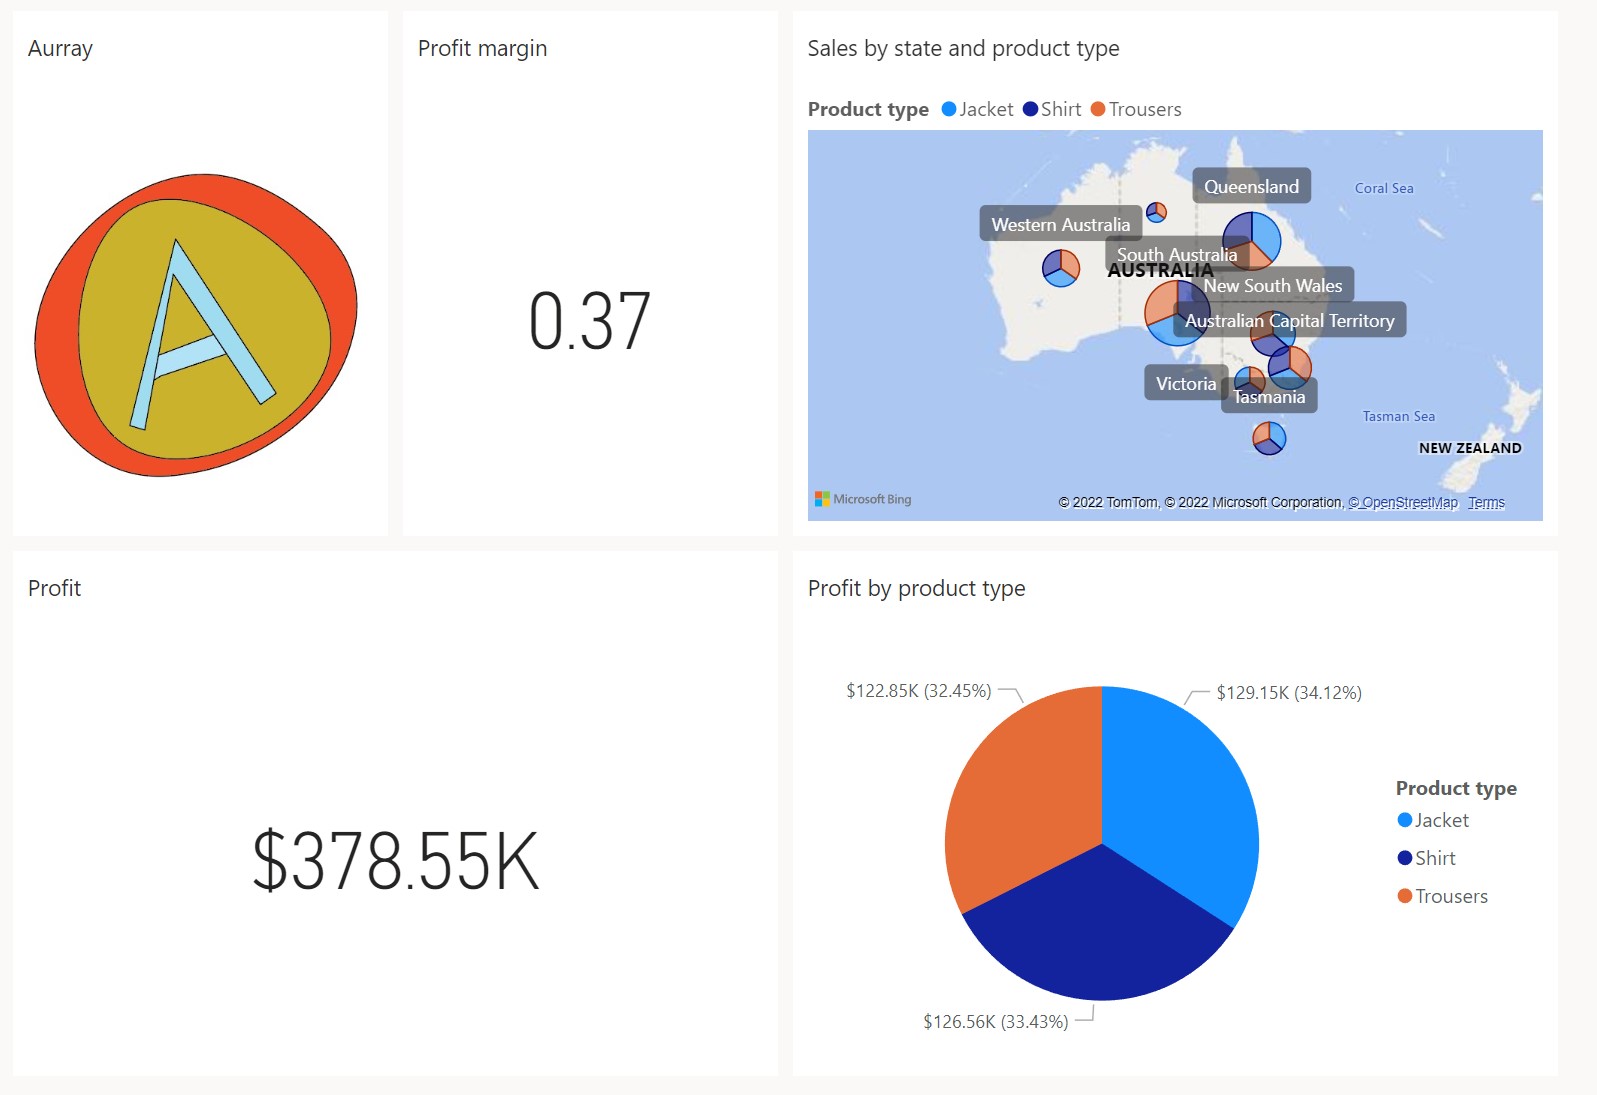 Aurray
Profit margin
0.37
Sales by state and product type
Product type Jacket Shirt Trousers
Queensland
Coral Sea
Western Australia
South Australia
AUSTRALIA
New South Wales
Australian Capital Territory
Victoria
Tasmania
Tasman Sea
NEW ZEALAND
Microsoft Bing
© 2022 TomTom, © 2022 Microsoft Corporation, © OpenStreetMap Terms
Profit
$378.55K
Profit by product type
$122.85K (32.45%)
$129.15K (34.12%)
$126.56K (33.43%)
Product type
Jacket
Shirt
Trousers